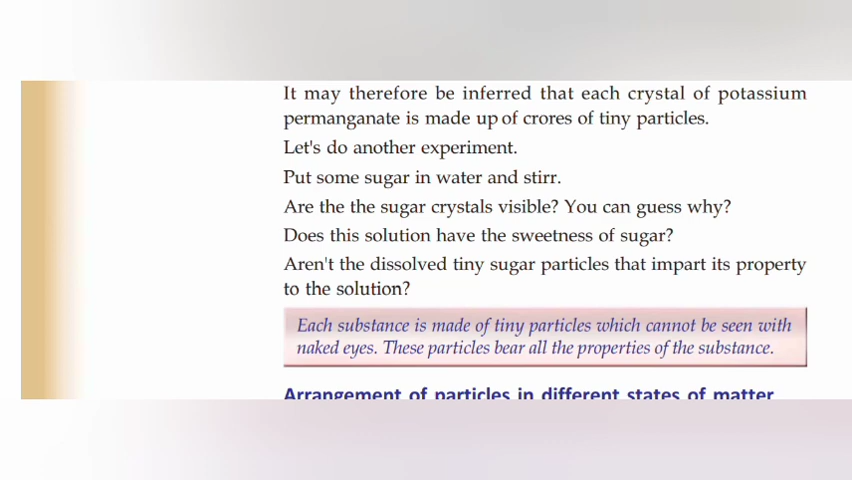 It may therefore be inferred that each crystal of potassium
permanganate is made up of crores of tiny particles.
Let's do another experiment.
Put some sugar in water and stirr.
Are the the sugar crystals visible? You can guess why?
Does this solution have the sweetness of sugar?
Aren't the dissolved tiny sugar particles that impart its property
to the solution?
Each substance is made of tiny particles which cannot be seen with
naked eyes. These particles bear all the properties of the substance.
Arrangement of particles in different states of matter